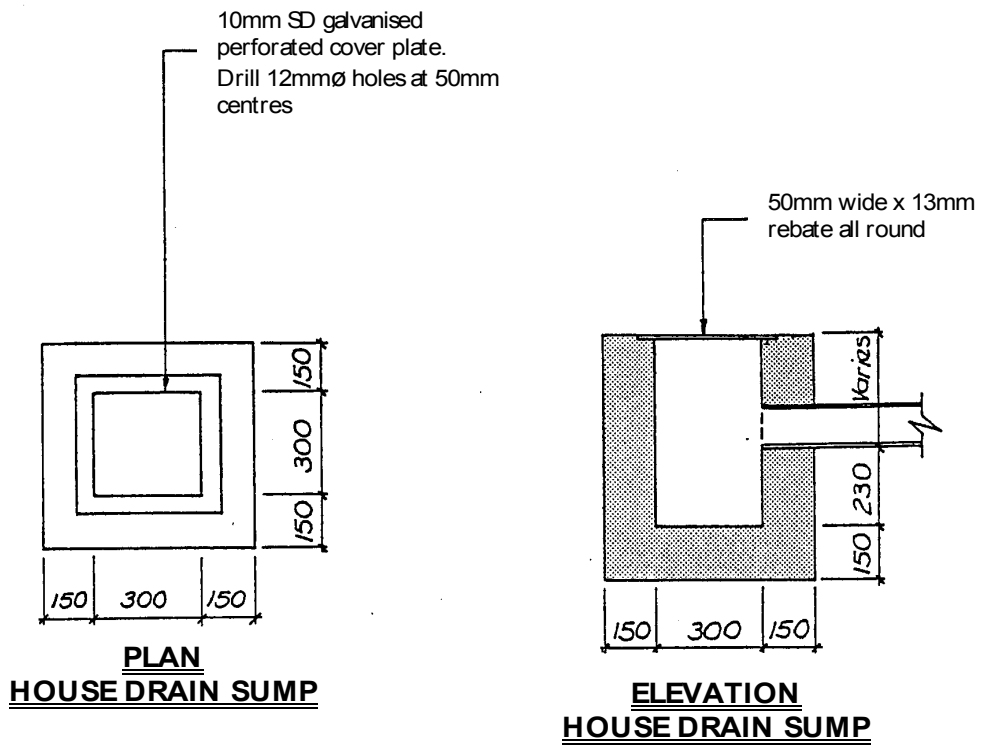 10mm SD galvanised
perforated cover plate.
Drill 12mmø holes at 50mm
centres
150
300
150
150 300 150
PLAN
HOUSE DRAIN SUMP
50mm wide x 13mm
rebate all round
Varies
230
150
150 300 150
ELEVATION
HOUSE DRAIN SUMP